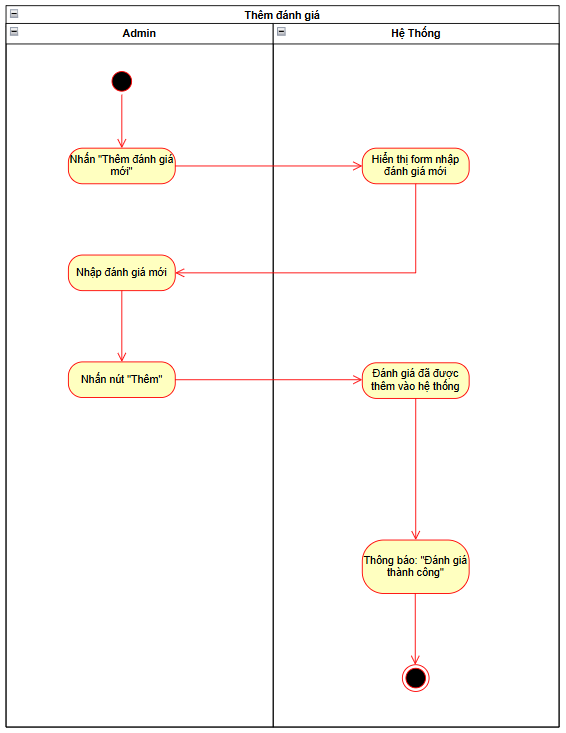 Thêm đánh giá
Admin
Hệ Thống
Nhấn "Thêm đánh giá
mới"
Hiển thị form nhập
đánh giá mới
Nhập đánh giá mới
Nhấn nút "Thêm"
Đánh giá đã được
thêm vào hệ thống
Thông báo: "Đánh giá
thành công"